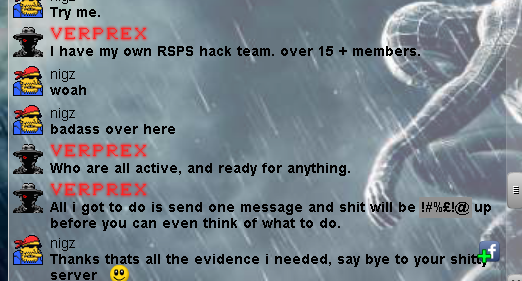 nigz
Try me.
VERPREX
I have my own RSPS hack team. over 15 + members.
nigz
woah
nigz
badass over here
VERPREX
Who are all active, and ready for anything.
VERPREX
All i got to do is send one message and shit will be !#%£!@ up
before you can even think of what to do.
nigz
Thanks thats all the evidence i needed, say bye to your shitty
server